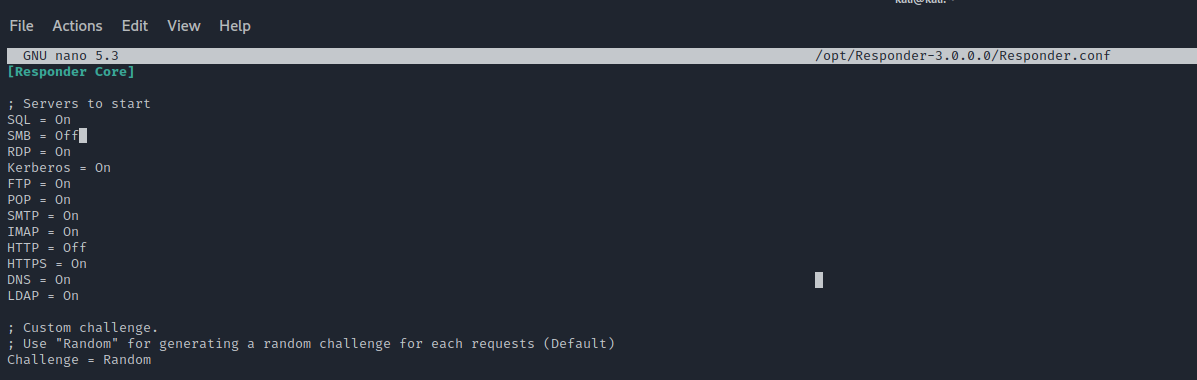 File Actions Edit View Help
GNU nano 5.3 /opt/Responder-3.0.0.0/Responder.conf
[Responder Core]
; Servers to start
SQL = On
SMB = Off
RDP = On
Kerberos = On
FTP = On
POP = On
SMTP = On
IMAP = On
HTTP = Off
HTTPS = On
DNS = On
LDAP = On
; Custom challenge.
; Use "Random" for generating a random challenge for each requests (Default)
Challenge = Random